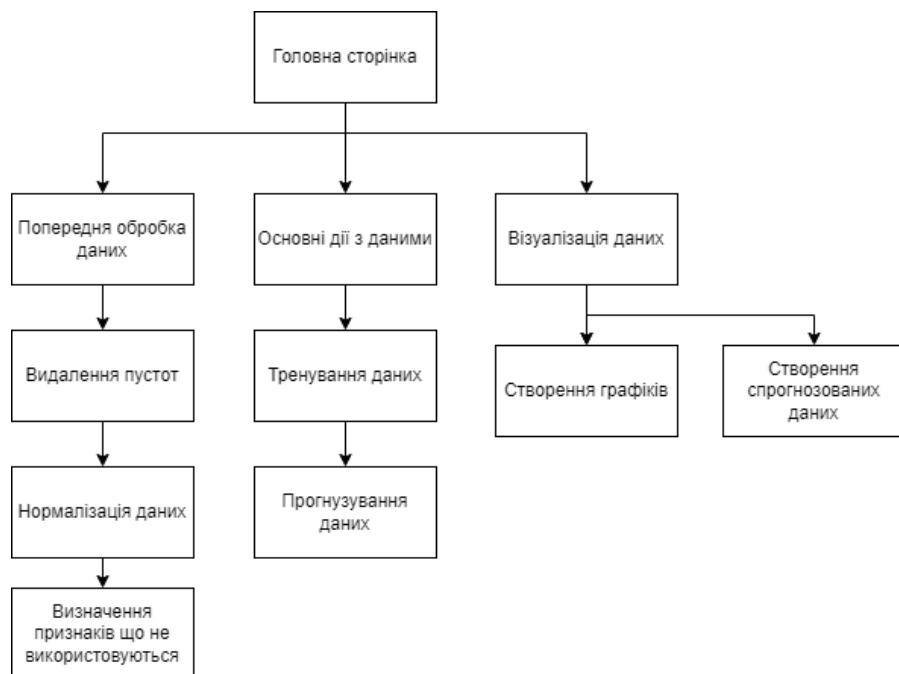 Головна сторінка
Попередня обробка
даних
Основні дії з даними
Візуалізація даних
Видалення пустот
Тренування даних
Створення графіків
Створення
спрогнозованих
даних
Нормалізація даних
Прогнузування
даних
Визначення
признаків що не
використовуються